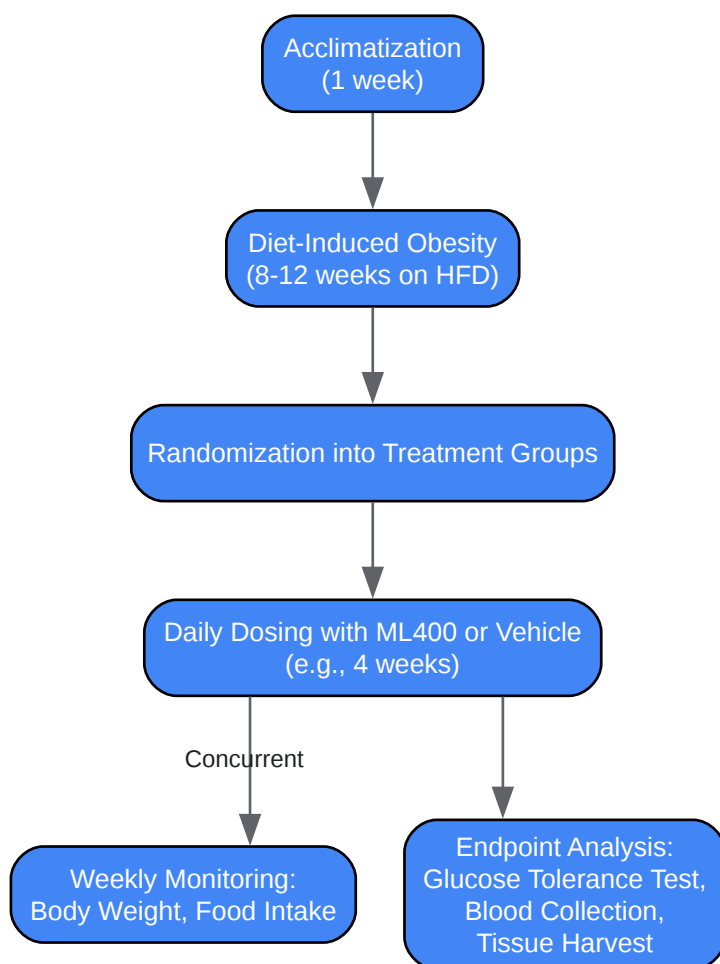 Acclimatization
(1 week)
Diet-Induced Obesity
(8-12 weeks on HFD)
Randomization into Treatment Groups
Daily Dosing with ML400 or Vehicle
(e.g., 4 weeks)
Concurrent
Weekly Monitoring:
Body Weight, Food Intake
Endpoint Analysis:
Glucose Tolerance Test,
Blood Collection,
Tissue Harvest